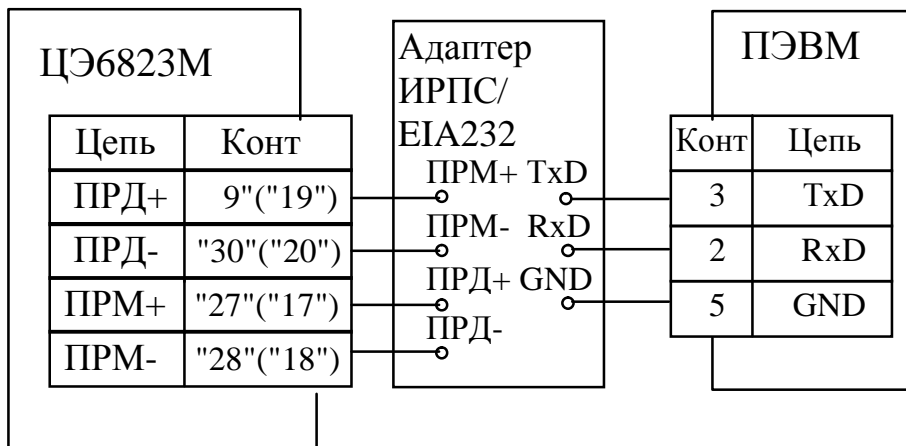 ЦЭ6823М
Цепь Конт
ПРД+ 9"("19")
ПРД- "30"("20")
ПРМ+ "27"("17")
ПРМ- "28"("18")
Адаптер
ИРПС/
EIA232
ПРМ+ TxD
ПРМ- RxD
ПРД+ GND
ПРД-
ПЭВМ
Конт Цепь
3 TxD
2 RxD
5 GND